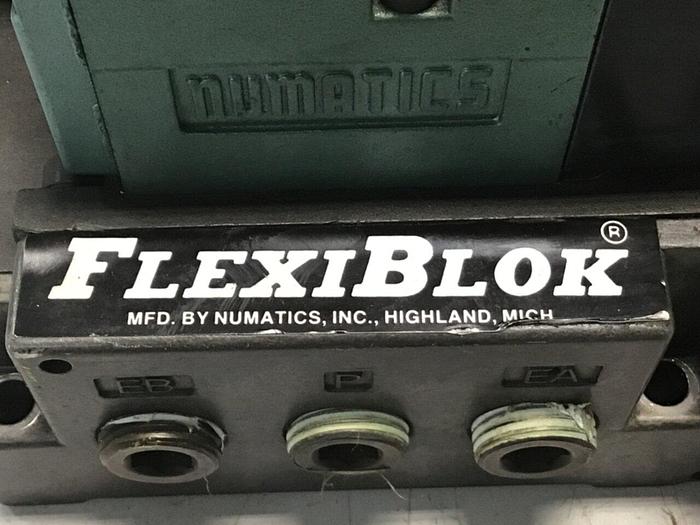 numatics
FLEXIBLOK ®
MFD. BY NUMATICS, INC., HIGHLAND, MICH
EB P EA